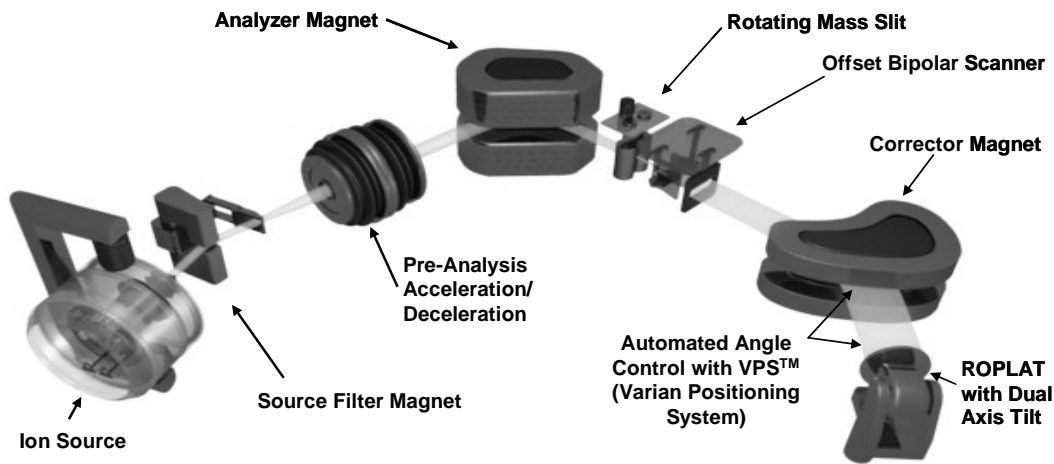 Analyzer Magnet
Rotating Mass Slit
Offset Bipolar Scanner
Corrector Magnet
Pre-Analysis
Acceleration/
Deceleration
Source Filter Magnet
Ion Source
Automated Angle
Control with VPS™
(Varian Positioning
System)
ROPLAT
with Dual
Axis Tilt